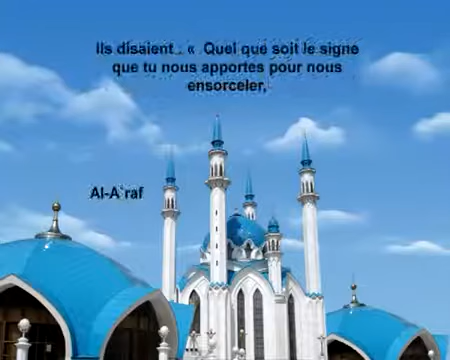 Ils disaient : « Quel que soit le signe
que tu nous apportes pour nous
ensorceler,
Al-A'raf